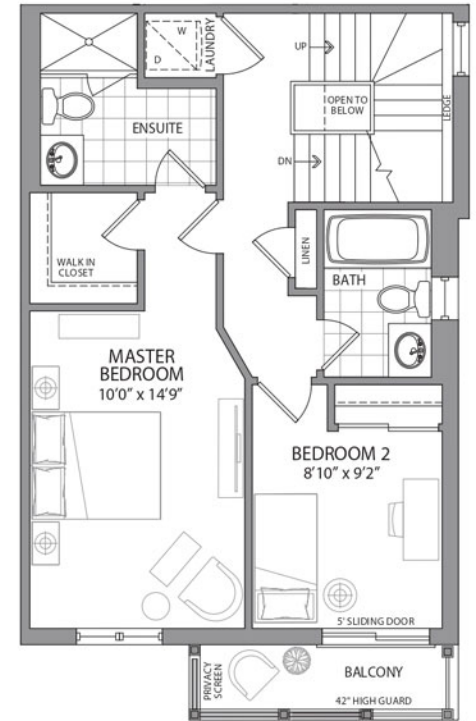 W
D
LAUNDRY
UP
OPEN TO
BELOW
LEDGE
ENSUITE
DN
WALK IN
CLOSET
LINEN
BATH
MASTER
BEDROOM
10'0" x 14'9"
BEDROOM 2
8'10" x 9'2"
5' SLIDING DOOR
PRIVACY
SCREEN
BALCONY
42" HIGH GUARD